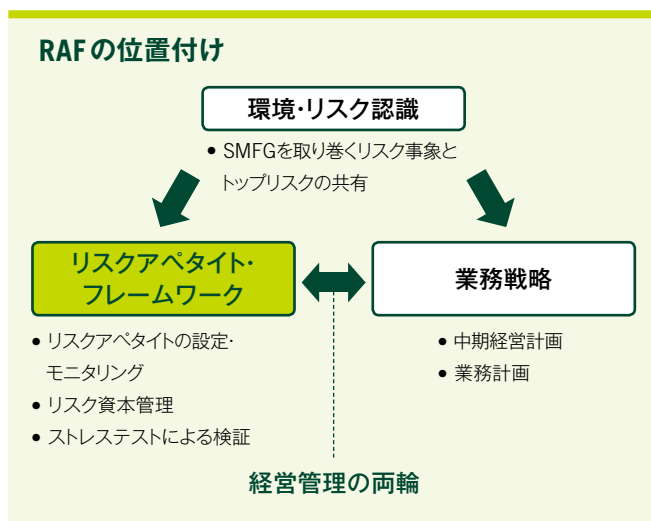 RAFの位置付け
環境・リスク認識
• SMFGを取り巻くリスク事象と
トップリスクの共有
リスクアペタイト・
フレームワーク
業務戦略
• リスクアペタイトの設定・
モニタリング
• リスク資本管理
• ストレステストによる検証
• 中期経営計画
• 業務計画
経営管理の両輪